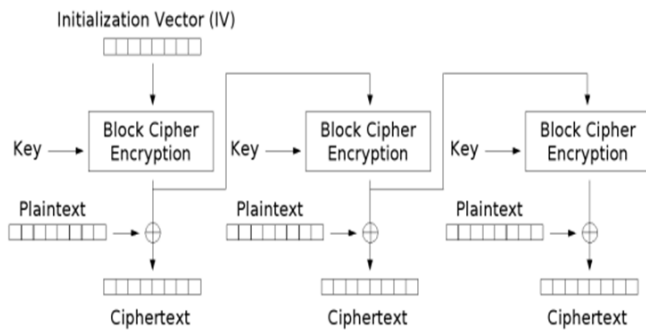 Initialization Vector (IV)
Key
Block Cipher
Encryption
Key
Block Cipher
Encryption
Key
Block Cipher
Encryption
Plaintext
Plaintext
Plaintext
Ciphertext
Ciphertext
Ciphertext